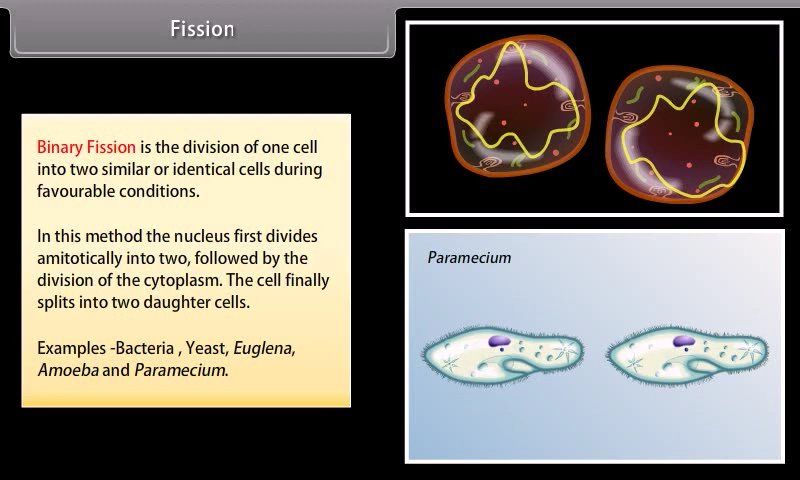 Fission
Binary Fission is the division of one cell
into two similar or identical cells during
favourable conditions.
In this method the nucleus first divides
amitotically into two, followed by the
division of the cytoplasm. The cell finally
splits into two daughter cells.
Examples -Bacteria , Yeast, Euglena,
Amoeba and Paramecium.
Paramecium